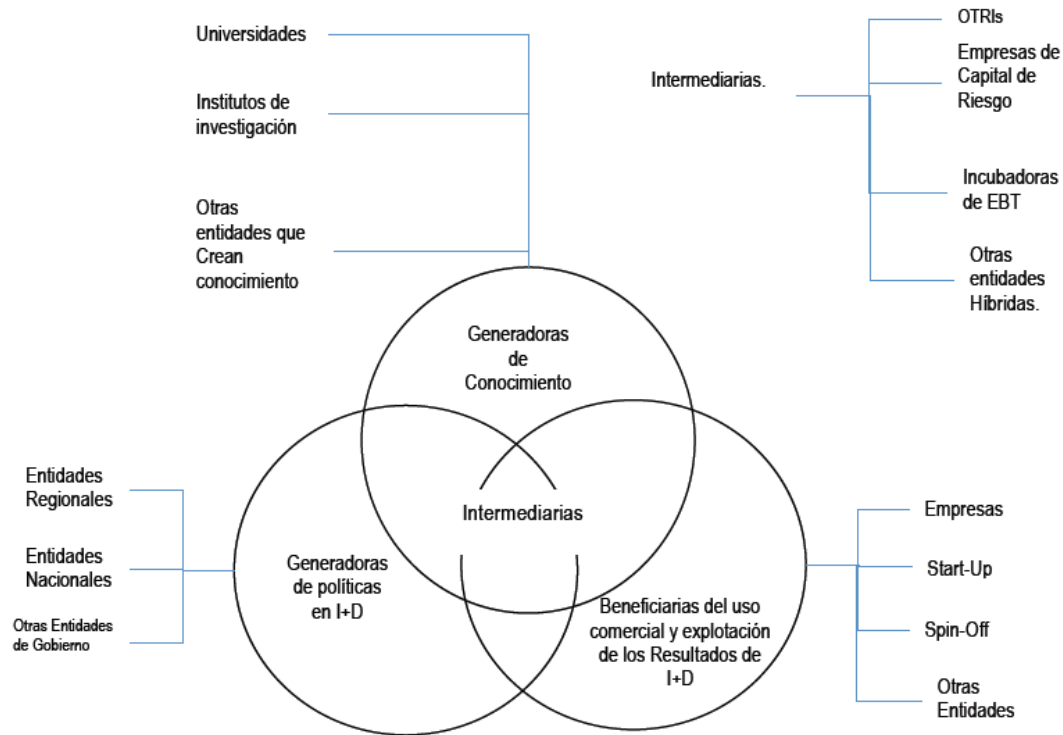 Universidades
Institutos de
investigación
Otras
entidades que
Crean
conocimiento
Intermediarias.
OTRIs
Empresas de
Capital de
Riesgo
Incubadoras
de EBT
Otras
entidades
Híbridas.
Generadoras
de
Conocimiento
Intermediarias
Entidades
Regionales
Entidades
Nacionales
Otras Entidades
de Gobierno
Generadoras
de políticas
en I+D
Beneficiarias del uso
comercial y explotación
de los Resultados de
I+D
Empresas
Start-Up
Spin-Off
Otras
Entidades